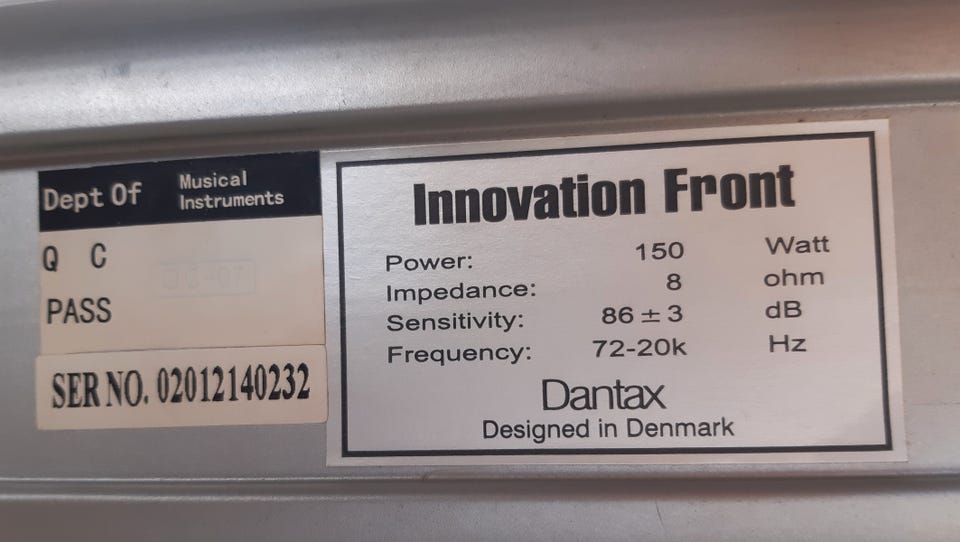 Dept Of Musical Instruments
Q C
PASS
SER NO. 02012140232
Innovation Front
Power: 150 Watt
Impedance: 8 ohm
Sensitivity: 86 ± 3 dB
Frequency: 72-20k Hz
Dantax
Designed in Denmark